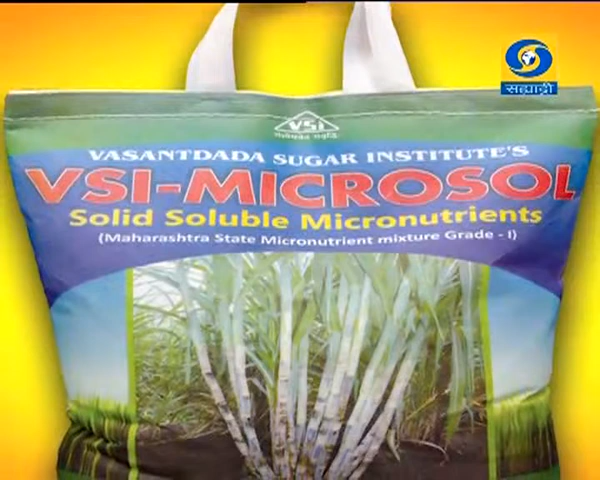 सह्याद्री
VSI
VASANTDADA SUGAR INSTITUTE'S
VSI-MICROSOL
Solid Soluble Micronutrients
(Maharashtra State Micronutrient mixture Grade - I)